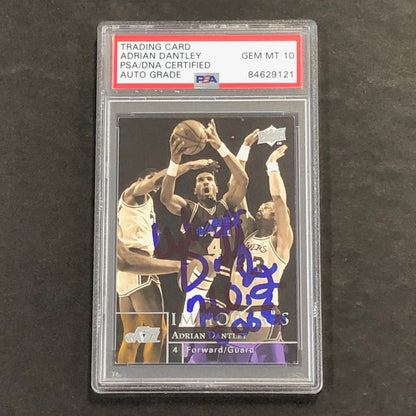 TRADING CARD
ADRIAN DANTLEY GEM MT 10
PSA/DNA CERTIFIED
AUTO GRADE PSA 84629121
4
IMMORTALS
ADRIAN DANTLEY
4 Forward/Guard